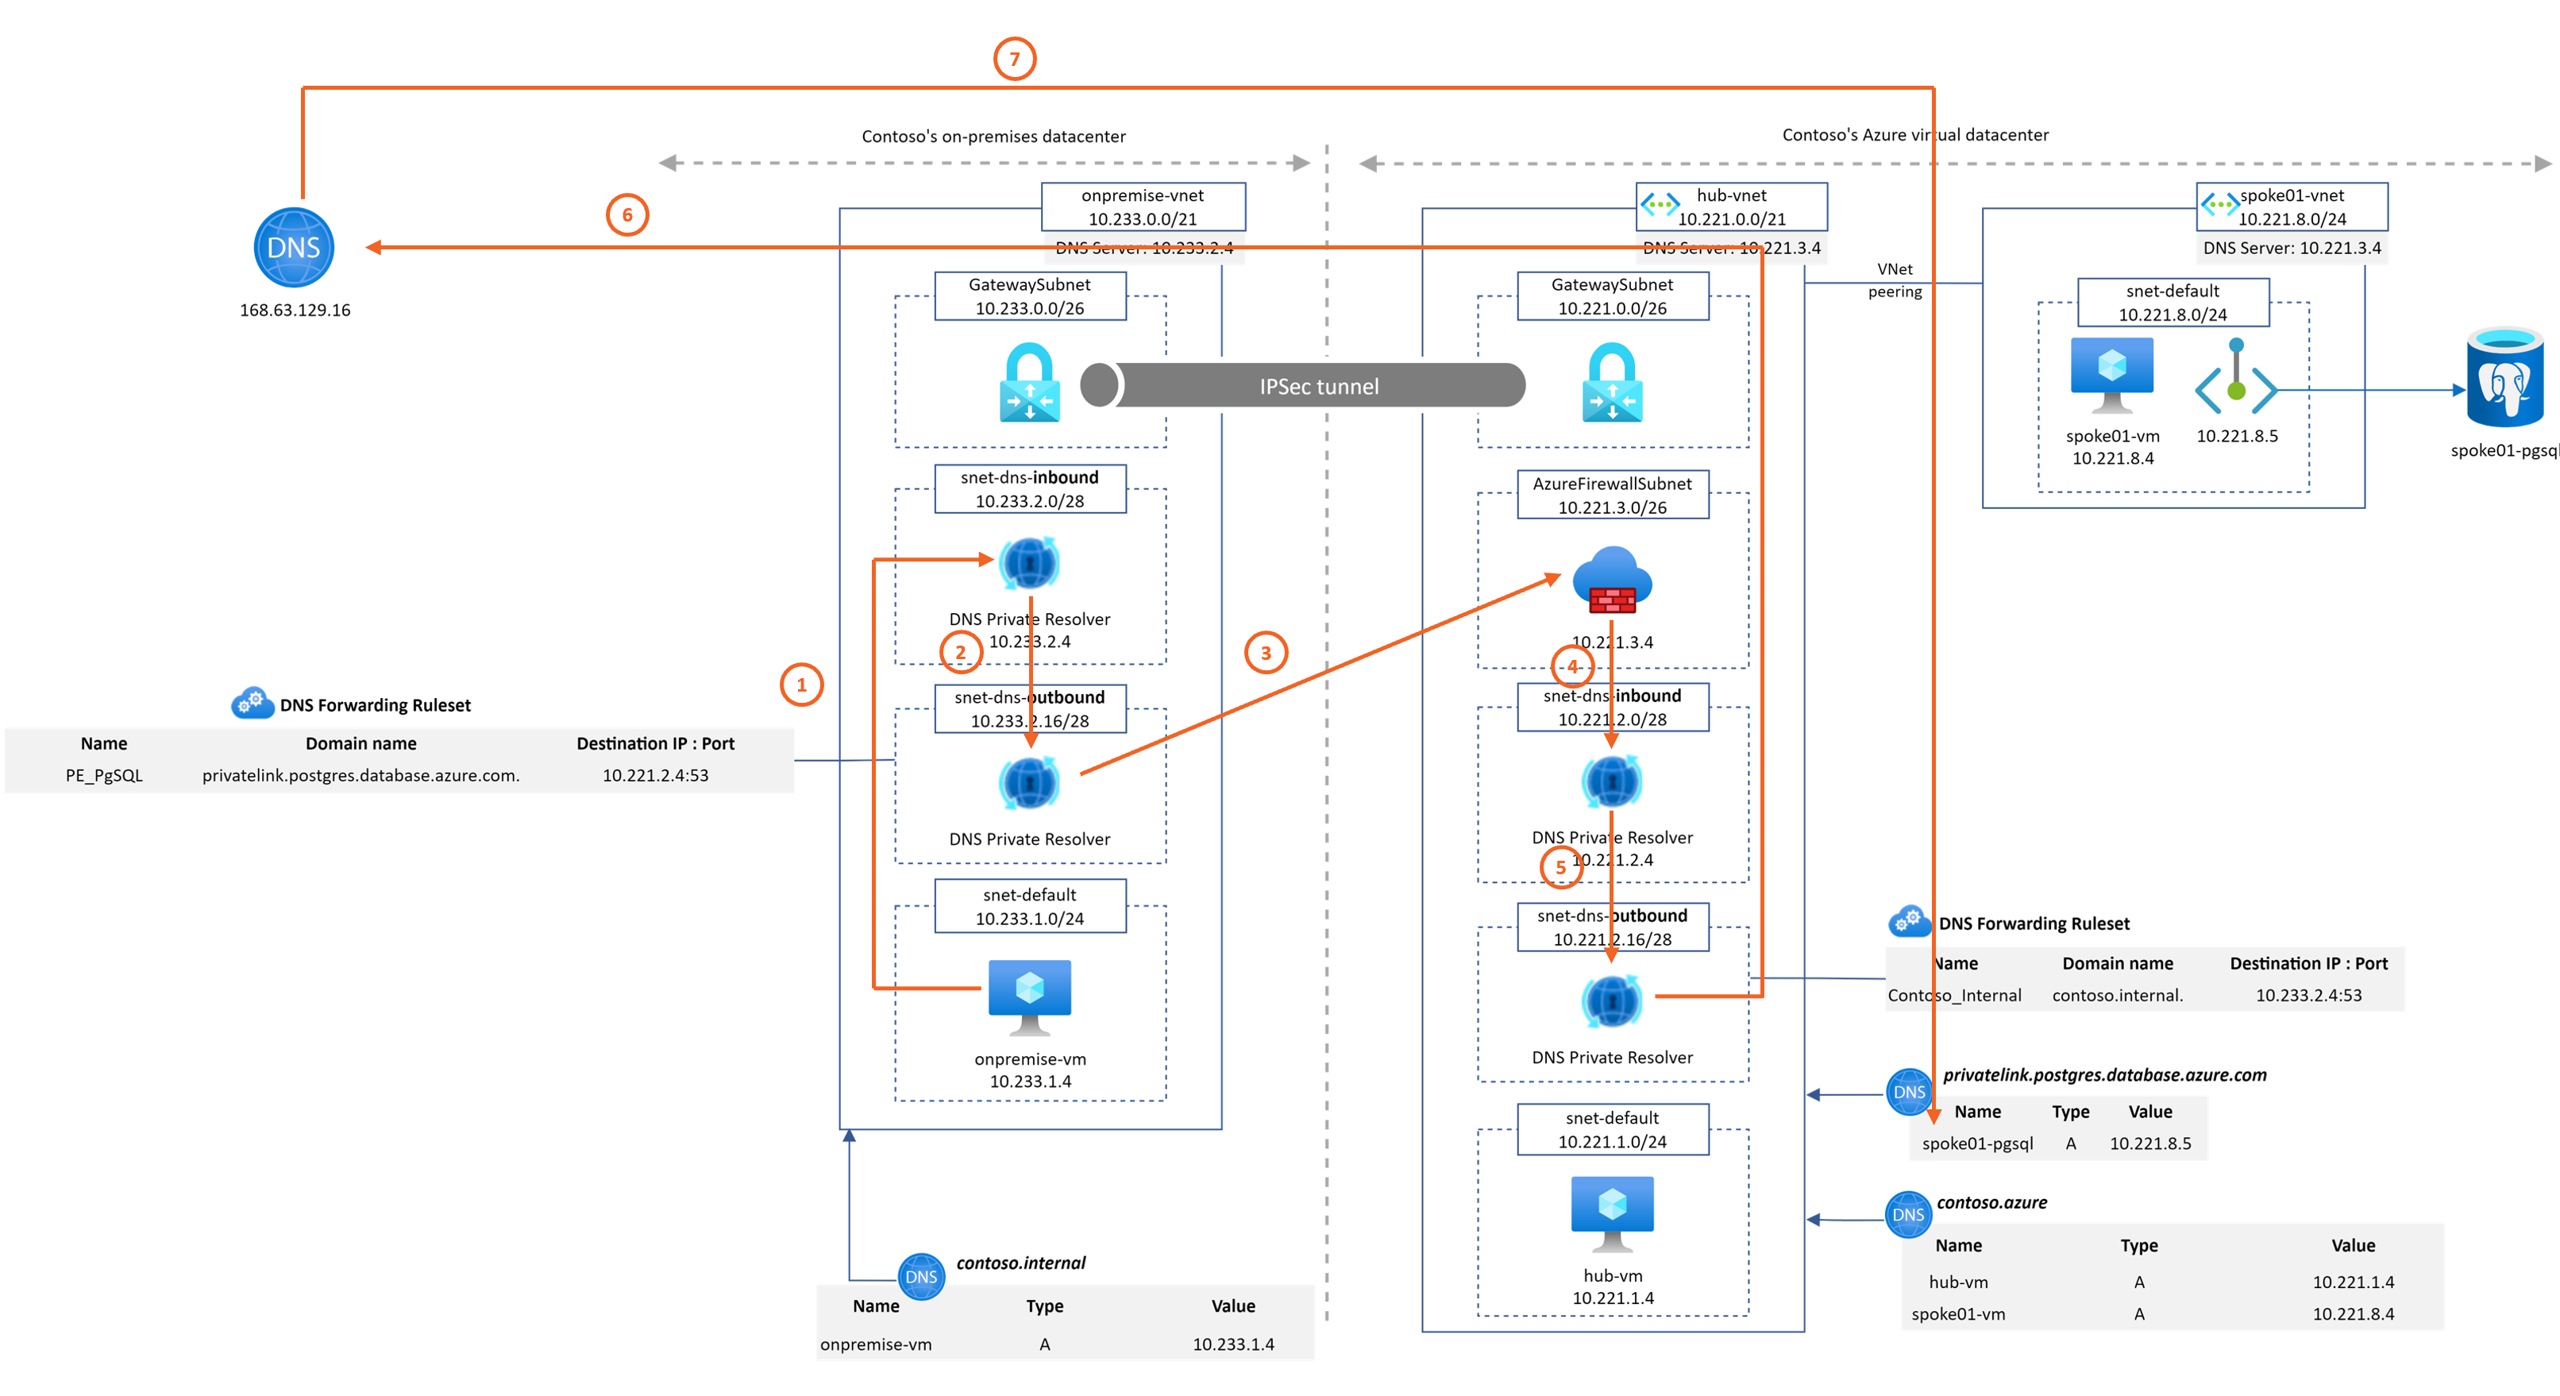 7
Contoso's on-premises datacenter
Contoso's Azure virtual datacenter
6
DNS
168.63.129.16
onpremise-vnet
10.233.0.0/21
DNS Server: 10.233.2.4
GatewaySubnet
10.233.0.0/26
IPSec tunnel
snet-dns-inbound
10.233.2.0/28
DNS Private Resolver
10.233.2.4
2
1
3
snet-dns-outbound
10.233.2.16/28
DNS Private Resolver
DNS Forwarding Ruleset
Name Domain name Destination IP : Port
PE_PgSQL privatelink.postgres.database.azure.com. 10.221.2.4:53
snet-default
10.233.1.0/24
onpremise-vm
10.233.1.4
DNS
contoso.internal
Name Type Value
onpremise-vm A 10.233.1.4
hub-vnet
10.221.0.0/21
DNS Server: 10.221.3.4
GatewaySubnet
10.221.0.0/26
AzureFirewallSubnet
10.221.3.0/26
10.221.3.4
4
snet-dns-inbound
10.221.2.0/28
DNS Private Resolver
10.221.2.4
5
snet-dns-outbound
10.221.2.16/28
DNS Private Resolver
snet-default
10.221.1.0/24
hub-vm
10.221.1.4
VNet
peering
spoke01-vnet
10.221.8.0/24
DNS Server: 10.221.3.4
snet-default
10.221.8.0/24
spoke01-vm
10.221.8.4
10.221.8.5
spoke01-pgsql
DNS Forwarding Ruleset
Name Domain name Destination IP : Port
Contoso_Internal contoso.internal. 10.233.2.4:53
DNS
privatelink.postgres.database.azure.com
Name Type Value
spoke01-pgsql A 10.221.8.5
DNS
contoso.azure
Name Type Value
hub-vm A 10.221.1.4
spoke01-vm A 10.221.8.4